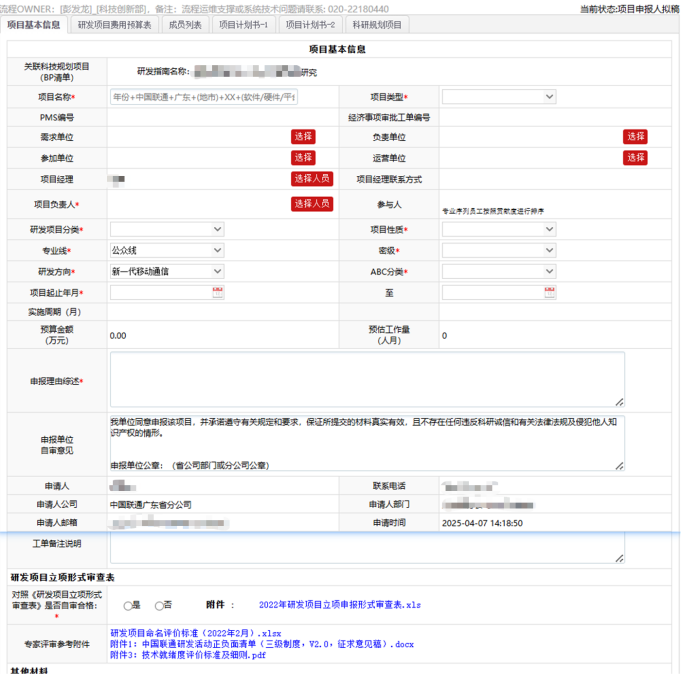 流程OWNER:［彭发龙］_［科技创新部］，备注：流程运维支撑或系统技术问题请联系: 020-22180440
当前状态:项目申报人拟稿
项目基本信息 研发项目费用预算表 成员列表 项目计划书-1 项目计划书-2 科研规划项目
项目基本信息
关联科技规划项目
（BP清单）
研发指南名称: 研究
项目名称* 年份+中国联通+广东+(地市)+XX+(软件/硬件/平台 项目类型*
PMS编号 经济事项审批工单编号
需求单位 选择 负责单位 选择
参加单位 选择 运营单位 选择
项目经理 选择人员 项目经理联系方式
项目负责人* 选择人员 参与人 专业序列员工按照贡献度进行排序
研发项目分类* 项目性质*
专业线* 公众线 密级*
研发方向* 新一代移动通信 ABC分类*
项目起止年月* 至
实施周期（月）
预算金额
（万元）
0.00
预估工作量
（人月）
0
申报理由综述*
申报单位
自审意见
我单位同意申报该项目，并承诺遵守有关规定和要求，保证所提交的材料真实有效，且不存在任何违反科研诚信和有关法律法规及侵犯他人知
识产权的情形。
申报单位公章：（省公司部门或分公司公章）
申请人 联系电话
申请人公司 中国联通广东省分公司 申请人部门
申请人邮箱 申请时间 2025-04-07 14:18:50
工单备注说明
研发项目立项形式审查表
对照《研发项目立项形式
审查表》是否自审合格：
*
是 否 附件 ： 2022年研发项目立项申报形式审查表.xls
专家评审参考附件
研发项目命名评价标准（2022年2月）.xlsx
附件1：中国联通研发活动正负面清单（三级制度，V2.0，征求意见稿）.docx
附件3：技术就绪度评价标准及细则.pdf
其他材料